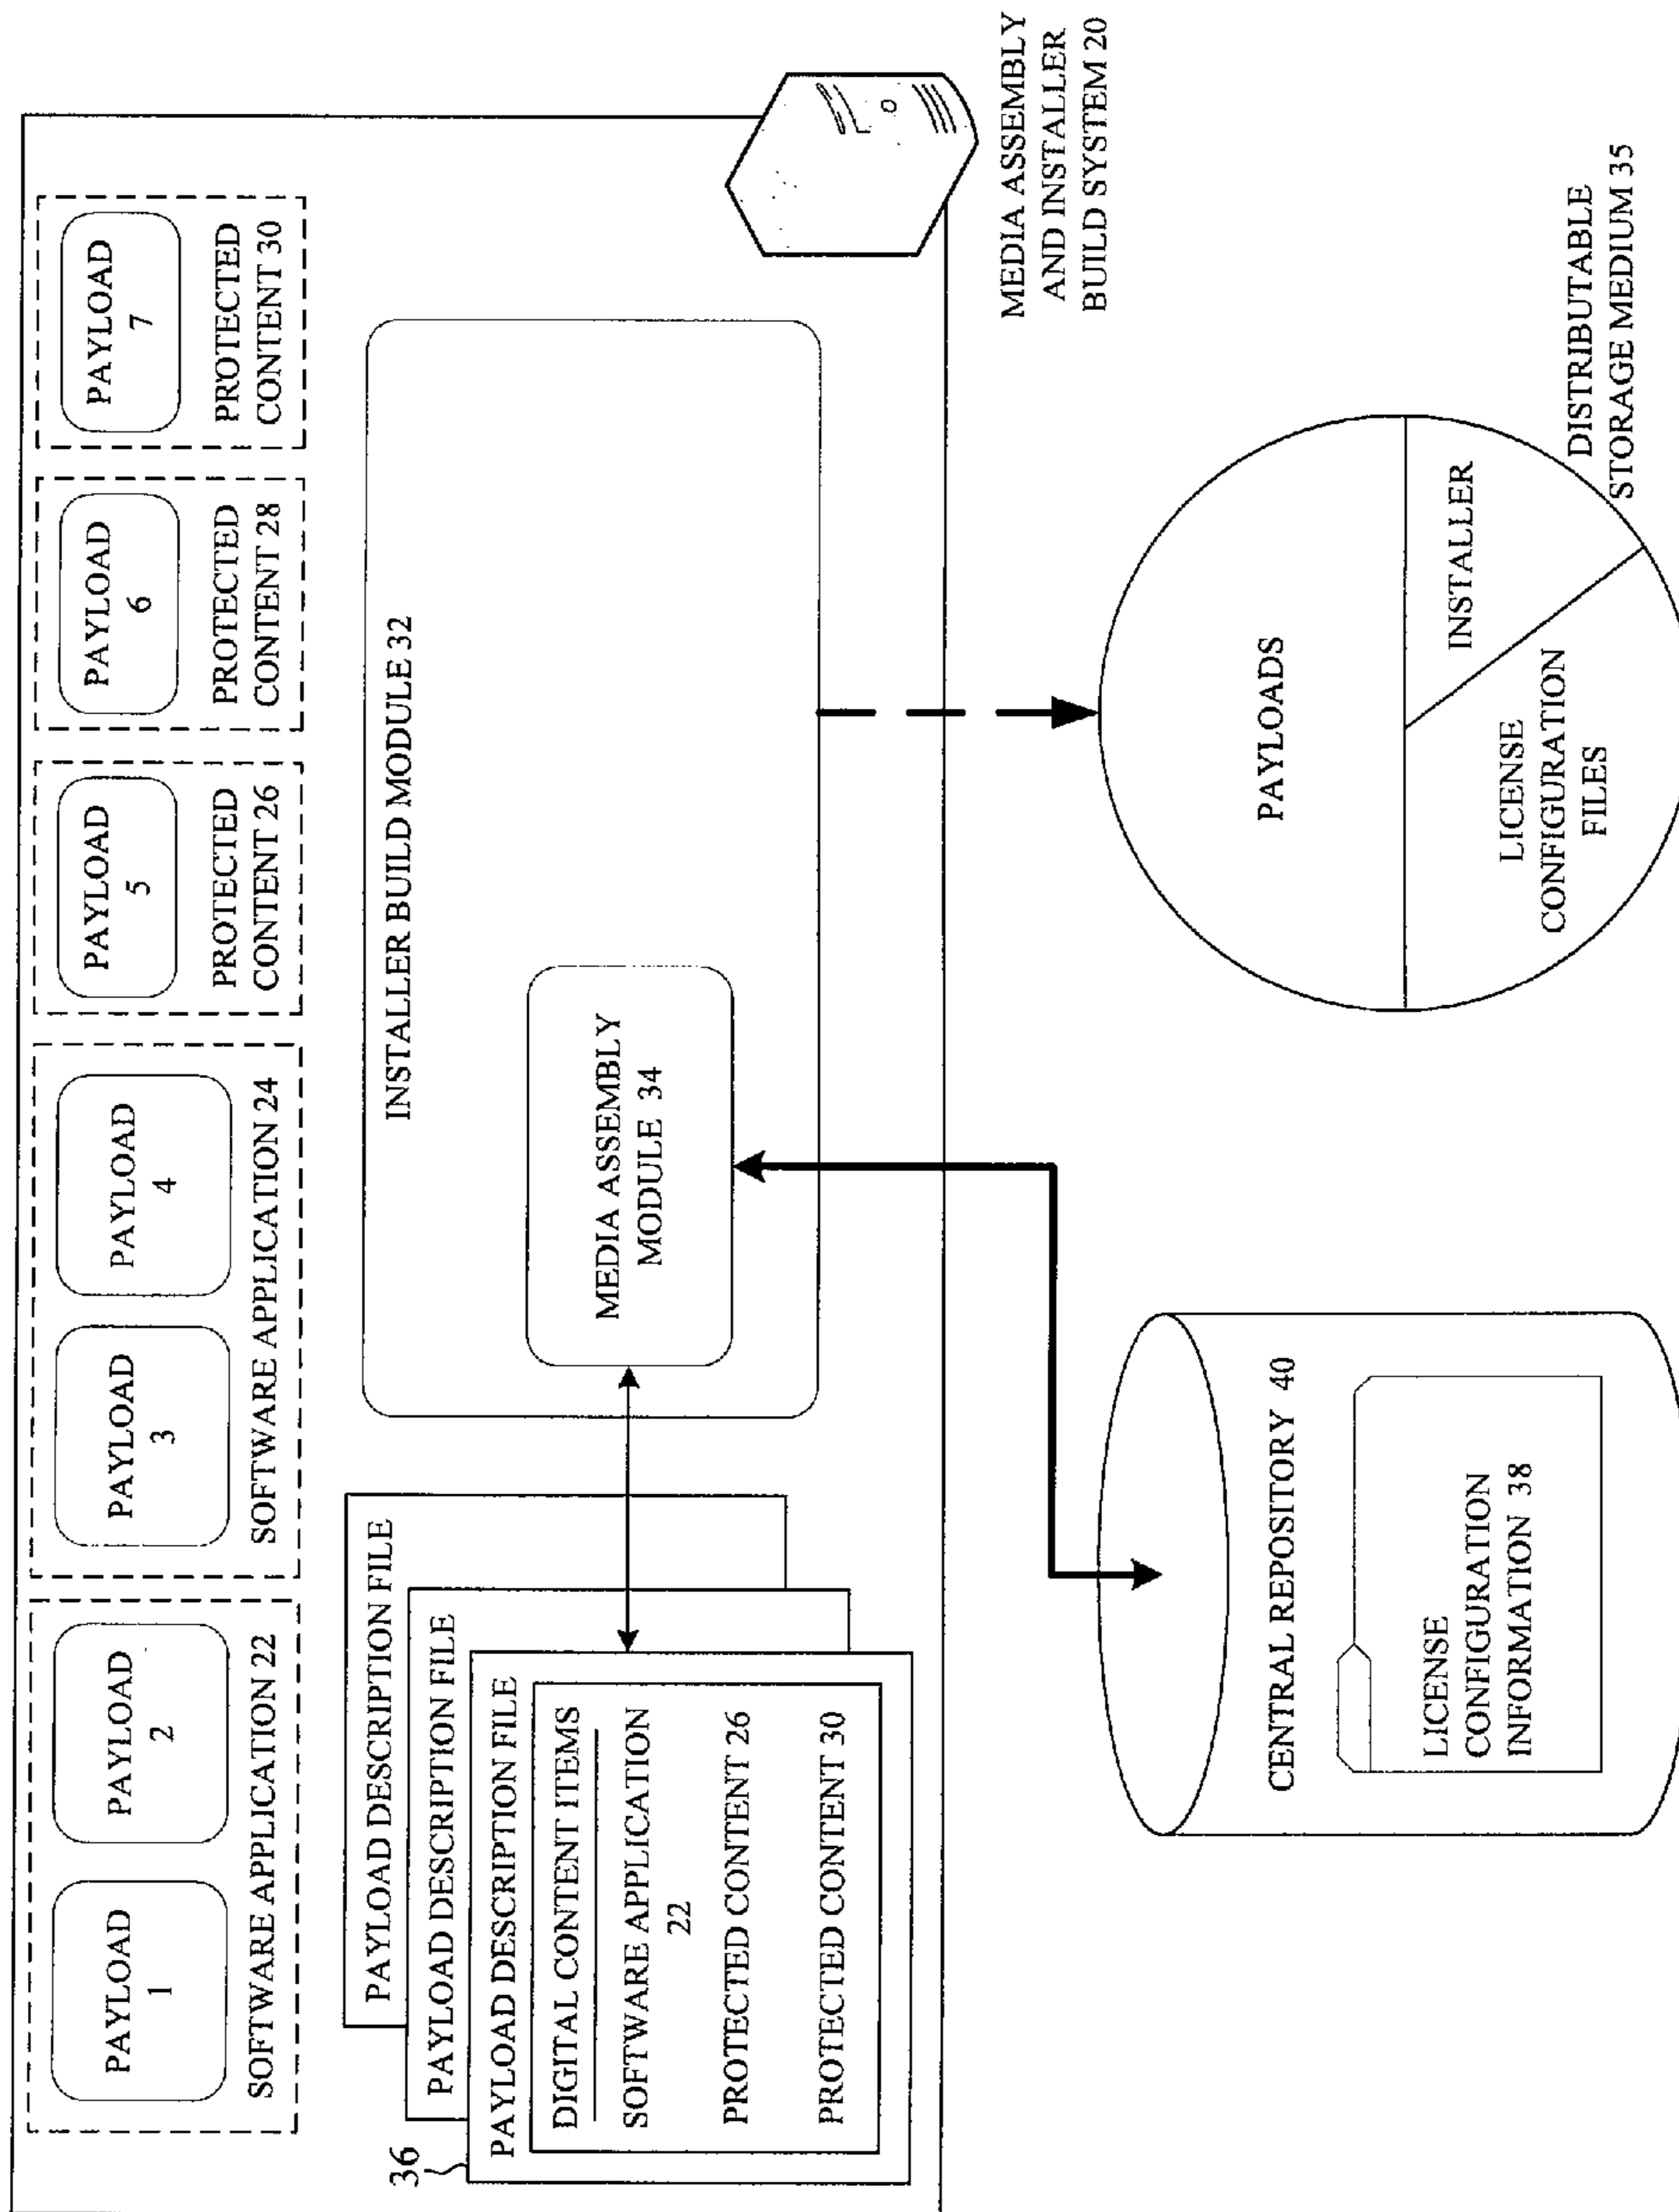 PAYLOAD
1
PAYLOAD
2
SOFTWARE APPLICATION 22
PAYLOAD
3
PAYLOAD
4
SOFTWARE APPLICATION 24
PAYLOAD
5
PROTECTED
CONTENT 26
PAYLOAD
6
PROTECTED
CONTENT 28
PAYLOAD
7
PROTECTED
CONTENT 30
PAYLOAD DESCRIPTION FILE
PAYLOAD DESCRIPTION FILE
36
PAYLOAD DESCRIPTION FILE
DIGITAL CONTENT ITEMS
SOFTWARE APPLICATION
22
PROTECTED CONTENT 26
PROTECTED CONTENT 30
INSTALLER BUILD MODULE 32
MEDIA ASSEMBLY
MODULE 34
MEDIA ASSEMBLY
AND INSTALLER
BUILD SYSTEM 20
CENTRAL REPOSITORY 40
LICENSE
CONFIGURATION
INFORMATION 38
PAYLOADS
LICENSE
CONFIGURATION
FILES
INSTALLER
DISTRIBUTABLE
STORAGE MEDIUM 35